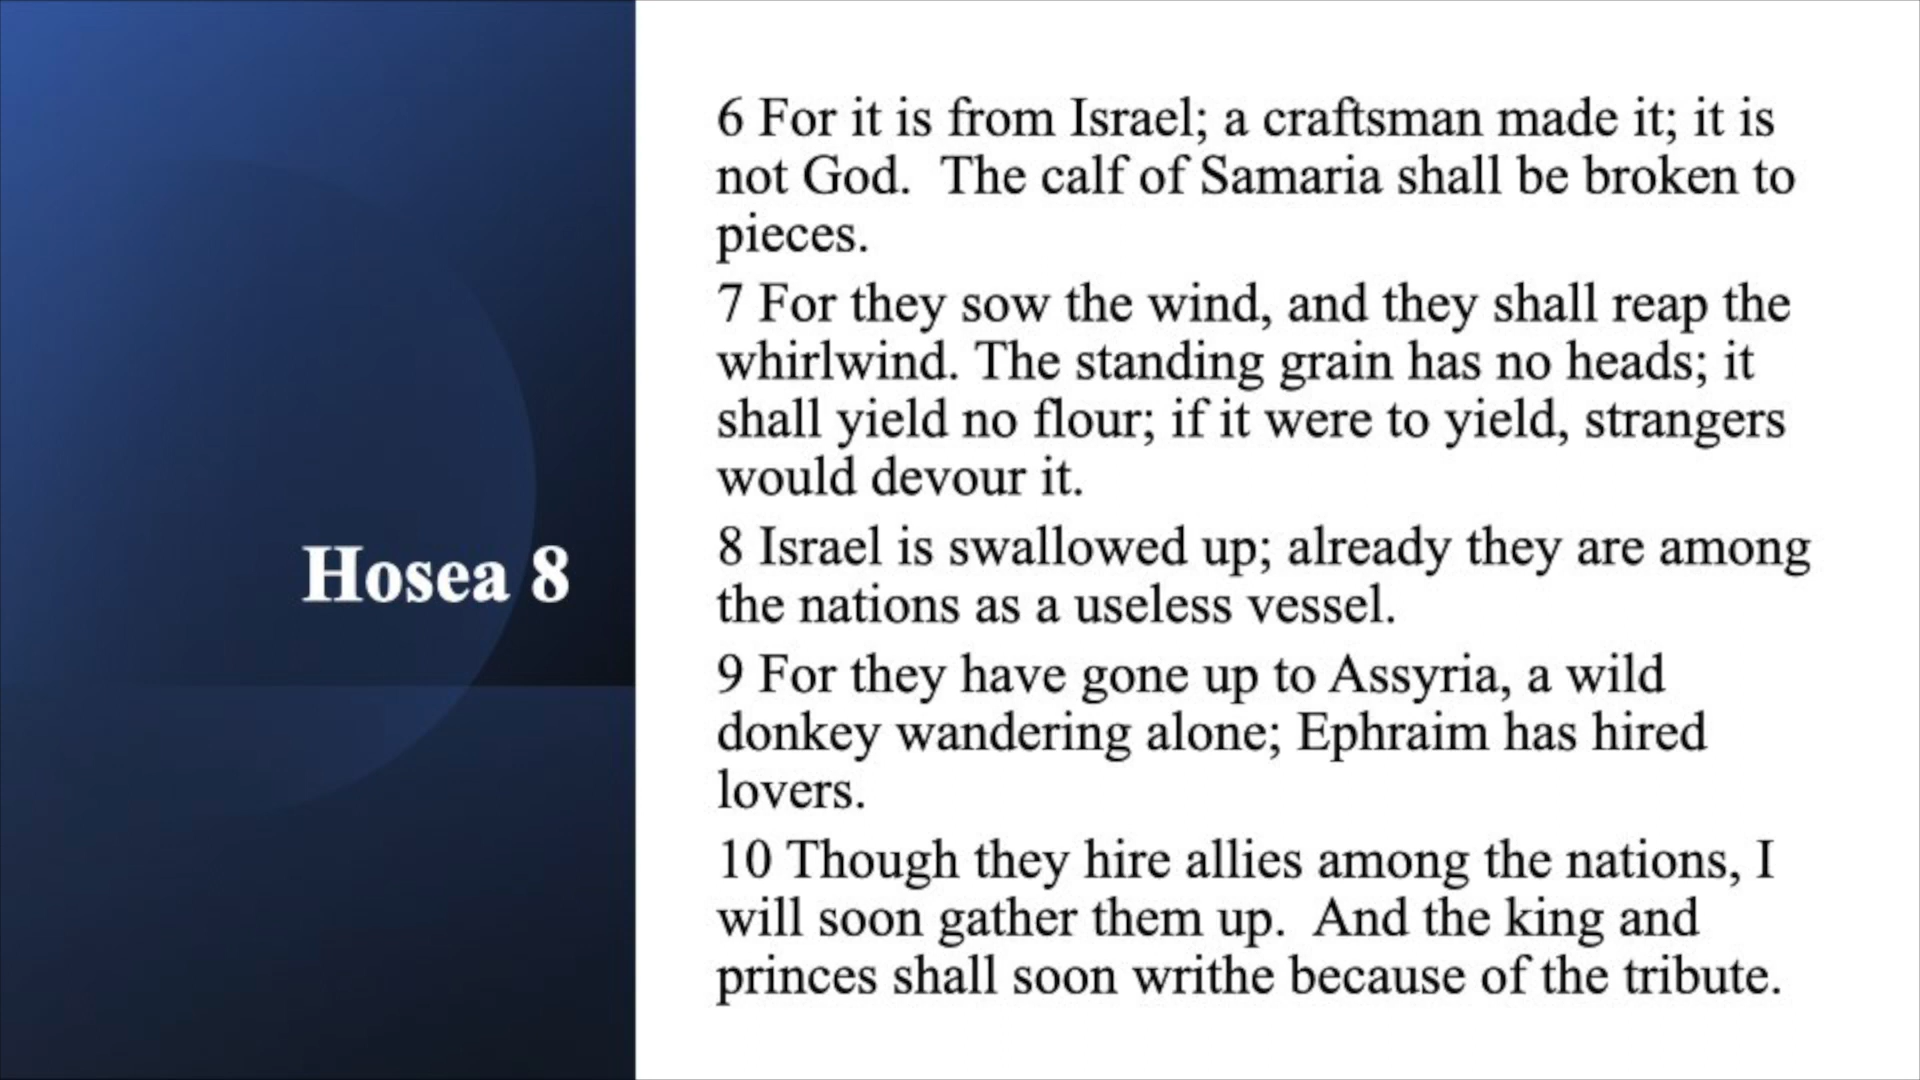 Hosea 8
6 For it is from Israel; a craftsman made it; it is
not God.  The calf of Samaria shall be broken to
pieces.
7 For they sow the wind, and they shall reap the
whirlwind. The standing grain has no heads; it
shall yield no flour; if it were to yield, strangers
would devour it.
8 Israel is swallowed up; already they are among
the nations as a useless vessel.
9 For they have gone up to Assyria, a wild
donkey wandering alone; Ephraim has hired
lovers.
10 Though they hire allies among the nations, I
will soon gather them up.  And the king and
princes shall soon writhe because of the tribute.